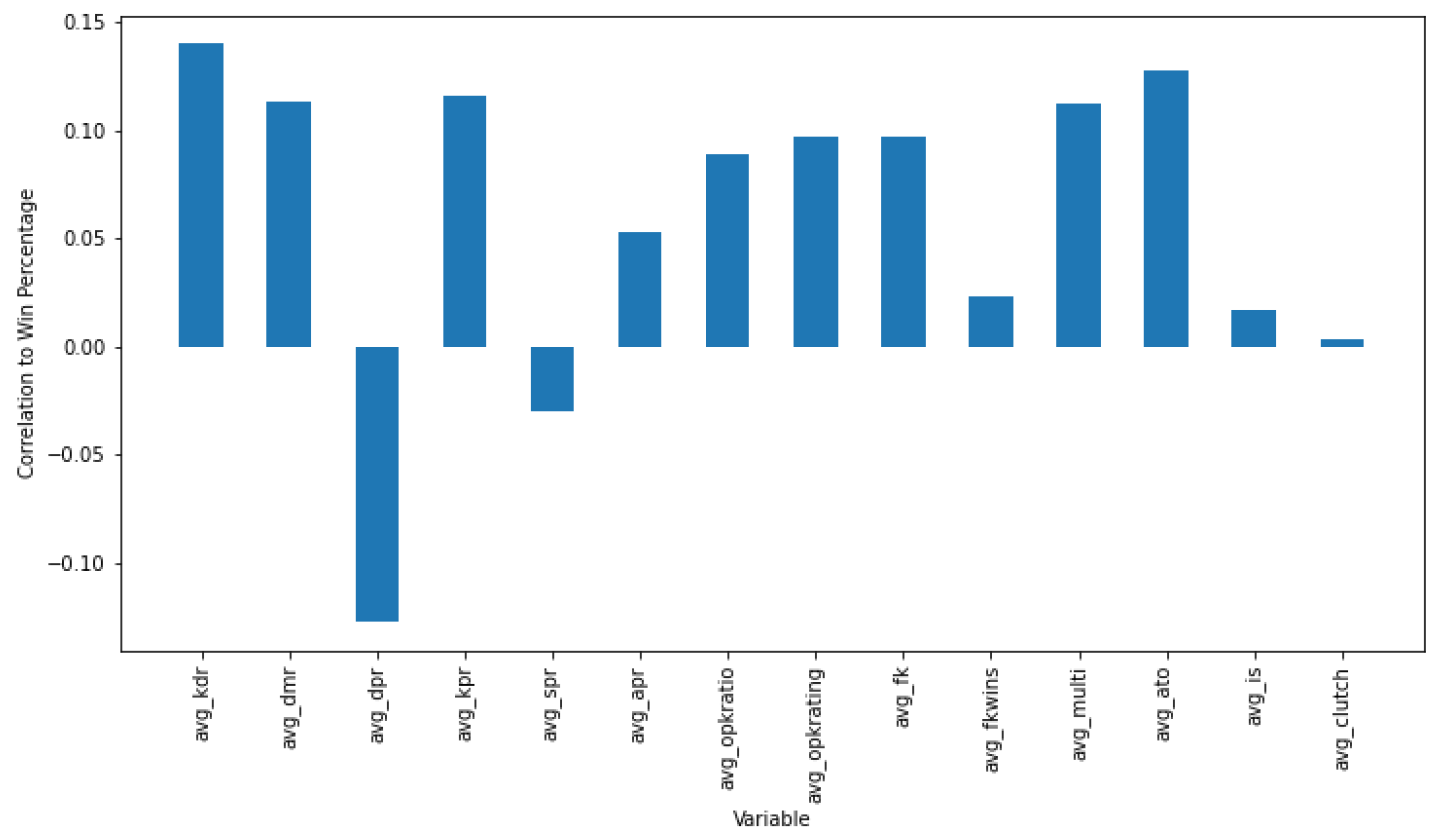 Correlation to Win Percentage
0.15
0.10
0.05
0.00
−0.05
−0.10
avg_kdr
avg_dmr
avg_dpr
avg_kpr
avg_spr
avg_apr
avg_opkratio
avg_opkrating
avg_fk
avg_fkwins
avg_multi
avg_ato
avg_is
avg_clutch
Variable